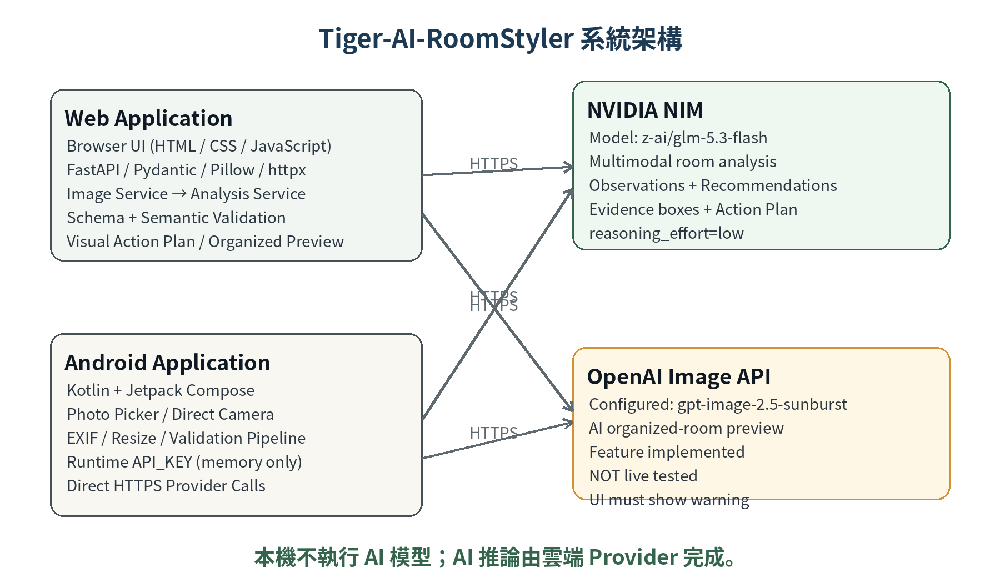 Tiger-AI-RoomStyler 系統架構
Web Application
Browser UI (HTML / CSS / JavaScript)
FastAPI / Pydantic / Pillow / httpx
Image Service → Analysis Service
Schema + Semantic Validation
Visual Action Plan / Organized Preview
HTTPS
NVIDIA NIM
Model: z-ai/glm-5.3-flash
Multimodal room analysis
Observations + Recommendations
Evidence boxes + Action Plan
reasoning_effort=low
HTTPS
HTTPS
Android Application
Kotlin + Jetpack Compose
Photo Picker / Direct Camera
EXIF / Resize / Validation Pipeline
Runtime API_KEY (memory only)
Direct HTTPS Provider Calls
HTTPS
OpenAI Image API
Configured: gpt-image-2.5-sunburst
AI organized-room preview
Feature implemented
NOT live tested
UI must show warning
本機不執行 AI 模型；AI 推論由雲端 Provider 完成。